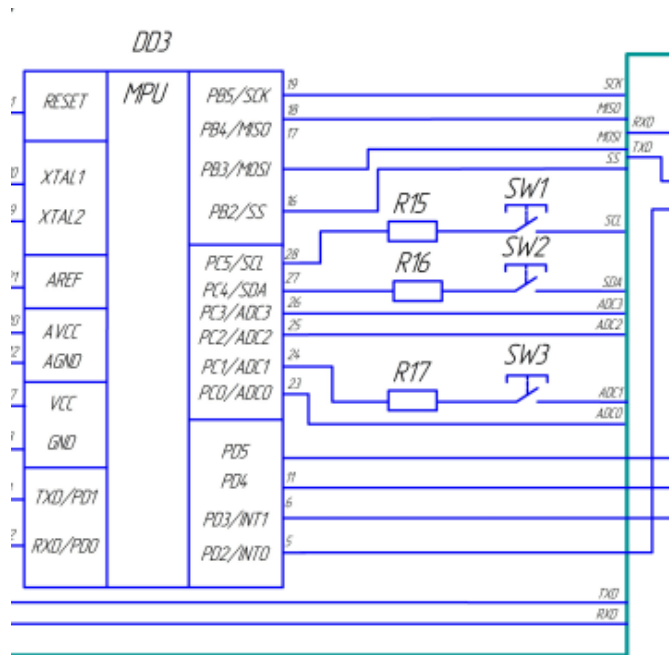 DD3
RESET
XTAL1
XTAL2
AREF
AVCC
AGND
VCC
GND
TXD/PD1
RXD/PD0
MPU
PB5/SCK
PB4/MISO
PB3/MOSI
PB2/SS
PC5/SCL
PC4/SDA
PC3/ADC3
PC2/ADC2
PC1/ADC1
PC0/ADC0
PD5
PD4
PD3/INT1
PD2/INT0
19
18
17
16
28
27
26
25
24
23
11
6
5
R15
SW1
R16
SW2
R17
SW3
SCK
MISO
MOSI
SS
SCL
SDA
ADC3
ADC2
ADC1
ADC0
TXD
RXD
RXD
TXD